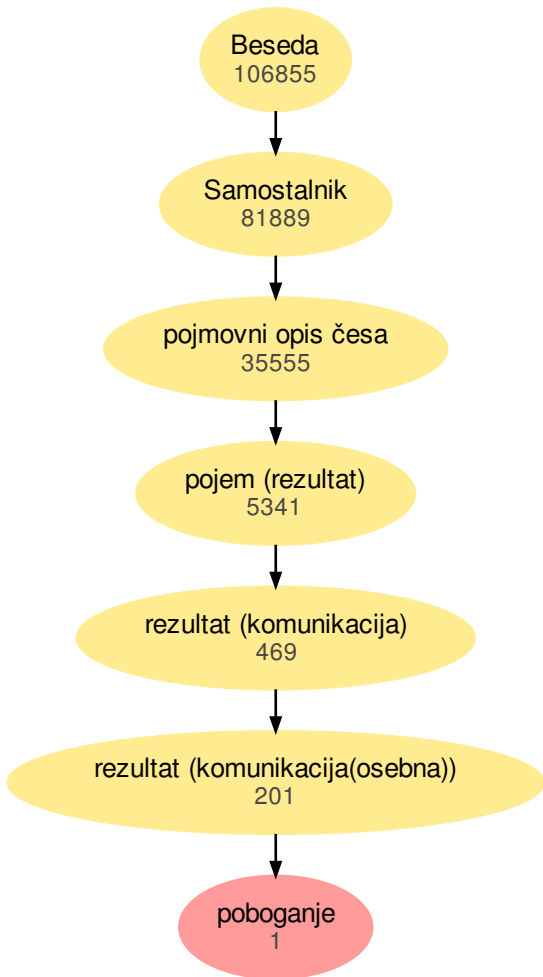 Beseda
106855
Samostalnik
81889
pojmovni opis česa
35555
pojem (rezultat)
5341
rezultat (komunikacija)
469
rezultat (komunikacija(osebna))
201
poboganje
1